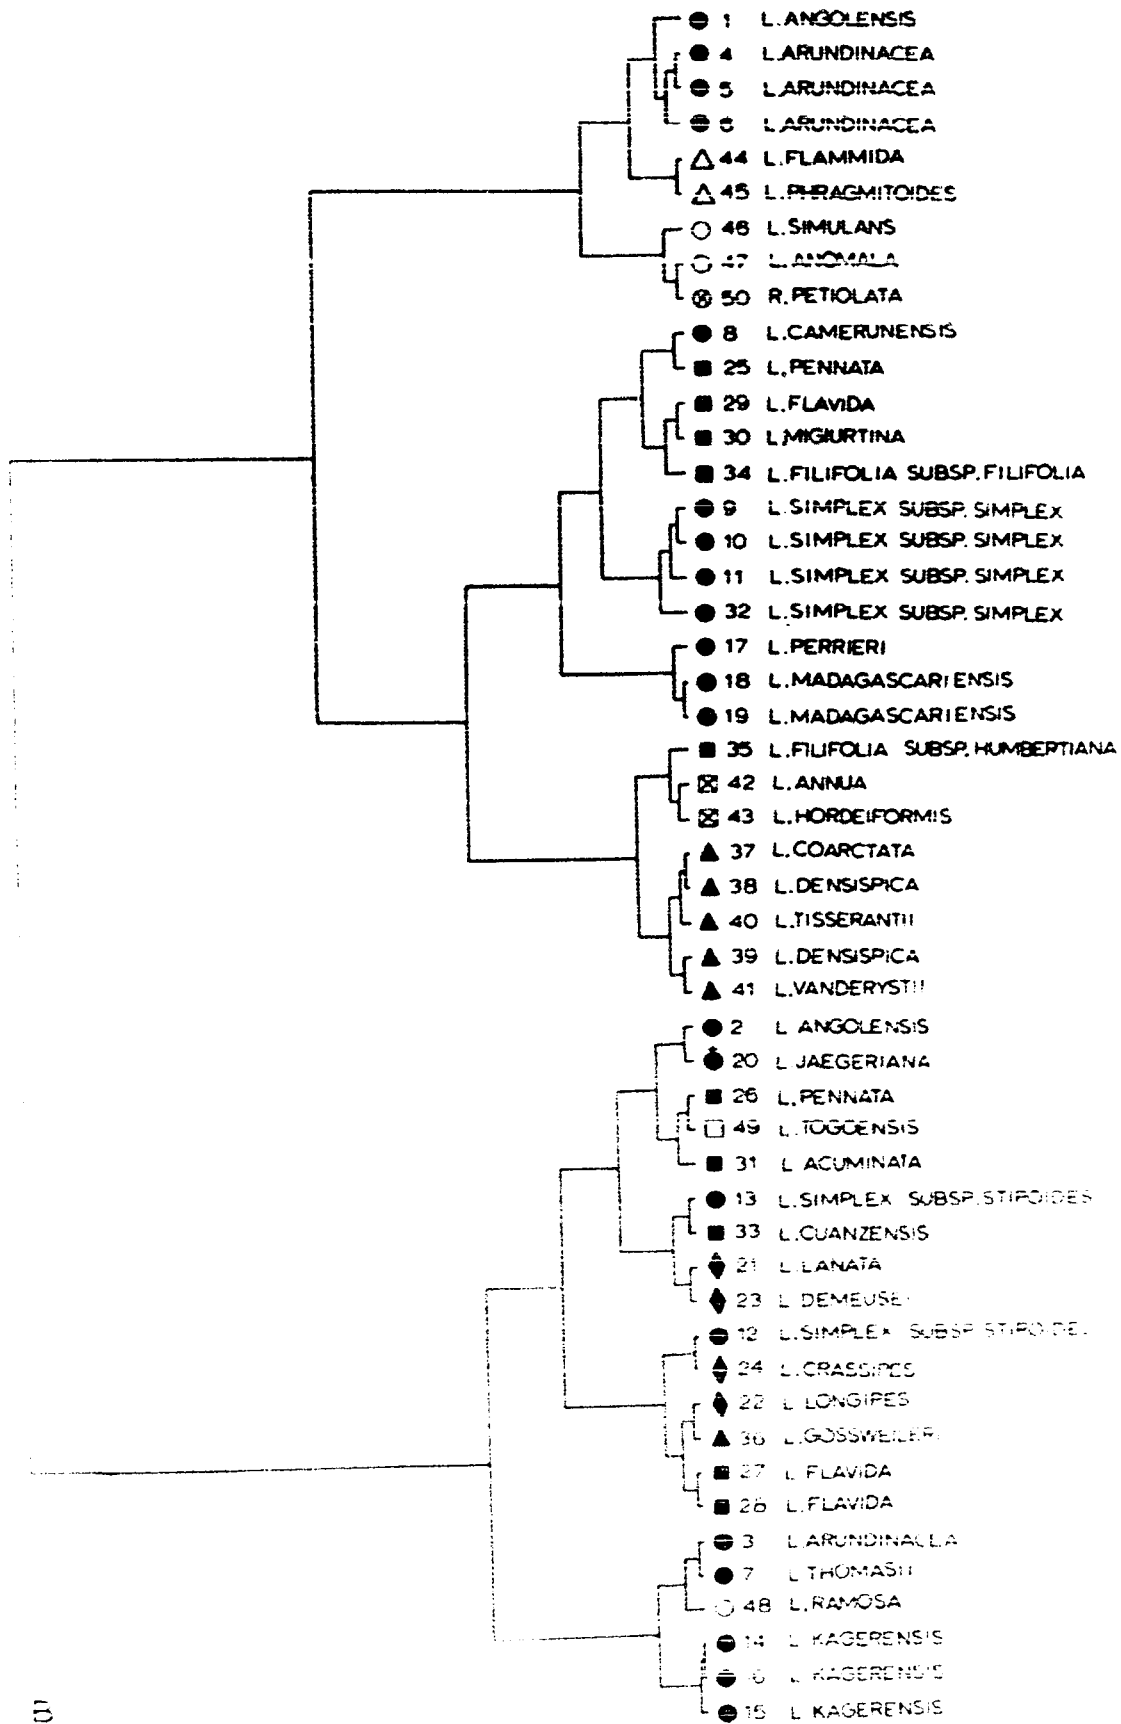 1 L.ANGOLENSIS
4 L.ARUNDINACEA
5 L.ARUNDINACEA
6 L.ARUNDINACEA
44 L.FLAMMIDA
45 L.PHRAGMITOIDES
46 L.SIMULANS
47 L.ANOMALA
50 R.PETIOLATA
8 L.CAMERUNENSIS
25 L.PENNATA
29 L.FLAVIDA
30 L.MIGIURTINA
34 L.FILIFOLIA SUBSP.FILIFOLIA
9 L.SIMPLEX SUBSP.SIMPLEX
10 L.SIMPLEX SUBSP.SIMPLEX
11 L.SIMPLEX SUBSP.SIMPLEX
32 L.SIMPLEX SUBSP.SIMPLEX
17 L.PERRIERI
18 L.MADAGASCARIENSIS
19 L.MADAGASCARIENSIS
35 L.FILIFOLIA SUBSP.HUMBERTIANA
42 L.ANNUA
43 L.HORDEIFORMIS
37 L.COARCTATA
38 L.DENSISPICA
40 L.TISSERANTII
39 L.DENSISPICA
41 L.VANDERYSTII
2 L ANGOLENSIS
20 L JAEGERIANA
26 L.PENNATA
49 L.TOGOENSIS
31 L ACUMINATA
13 L.SIMPLEX SUBSP.STIPOIDES
33 L.CUANZENSIS
21 L.LANATA
23 L DEMEUSEI
12 L.SIMPLEX SUBSP STIPOIDES
24 L.CRASSIPES
22 L LONGIPES
36 L.GOSSWEILERI
27 L FLAVIDA
28 L.FLAVIDA
3 L.ARUNDINACEA
7 L THOMASII
48 L.RAMOSA
14 L KAGERENSIS
16 L KAGERENSIS
15 L KAGERENSIS
B